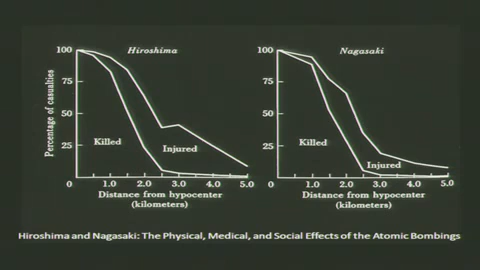 Hiroshima
Nagasaki
Percentage of casualties
100
75
50
25
0
Killed
Injured
1.0
2.0
3.0
4.0
5.0
Distance from hypocenter
(kilometers)
100
75
50
25
0
Killed
Injured
1.0
2.0
3.0
4.0
5.0
Distance from hypocenter
(kilometers)
Hiroshima and Nagasaki: The Physical, Medical, and Social Effects of the Atomic Bombings